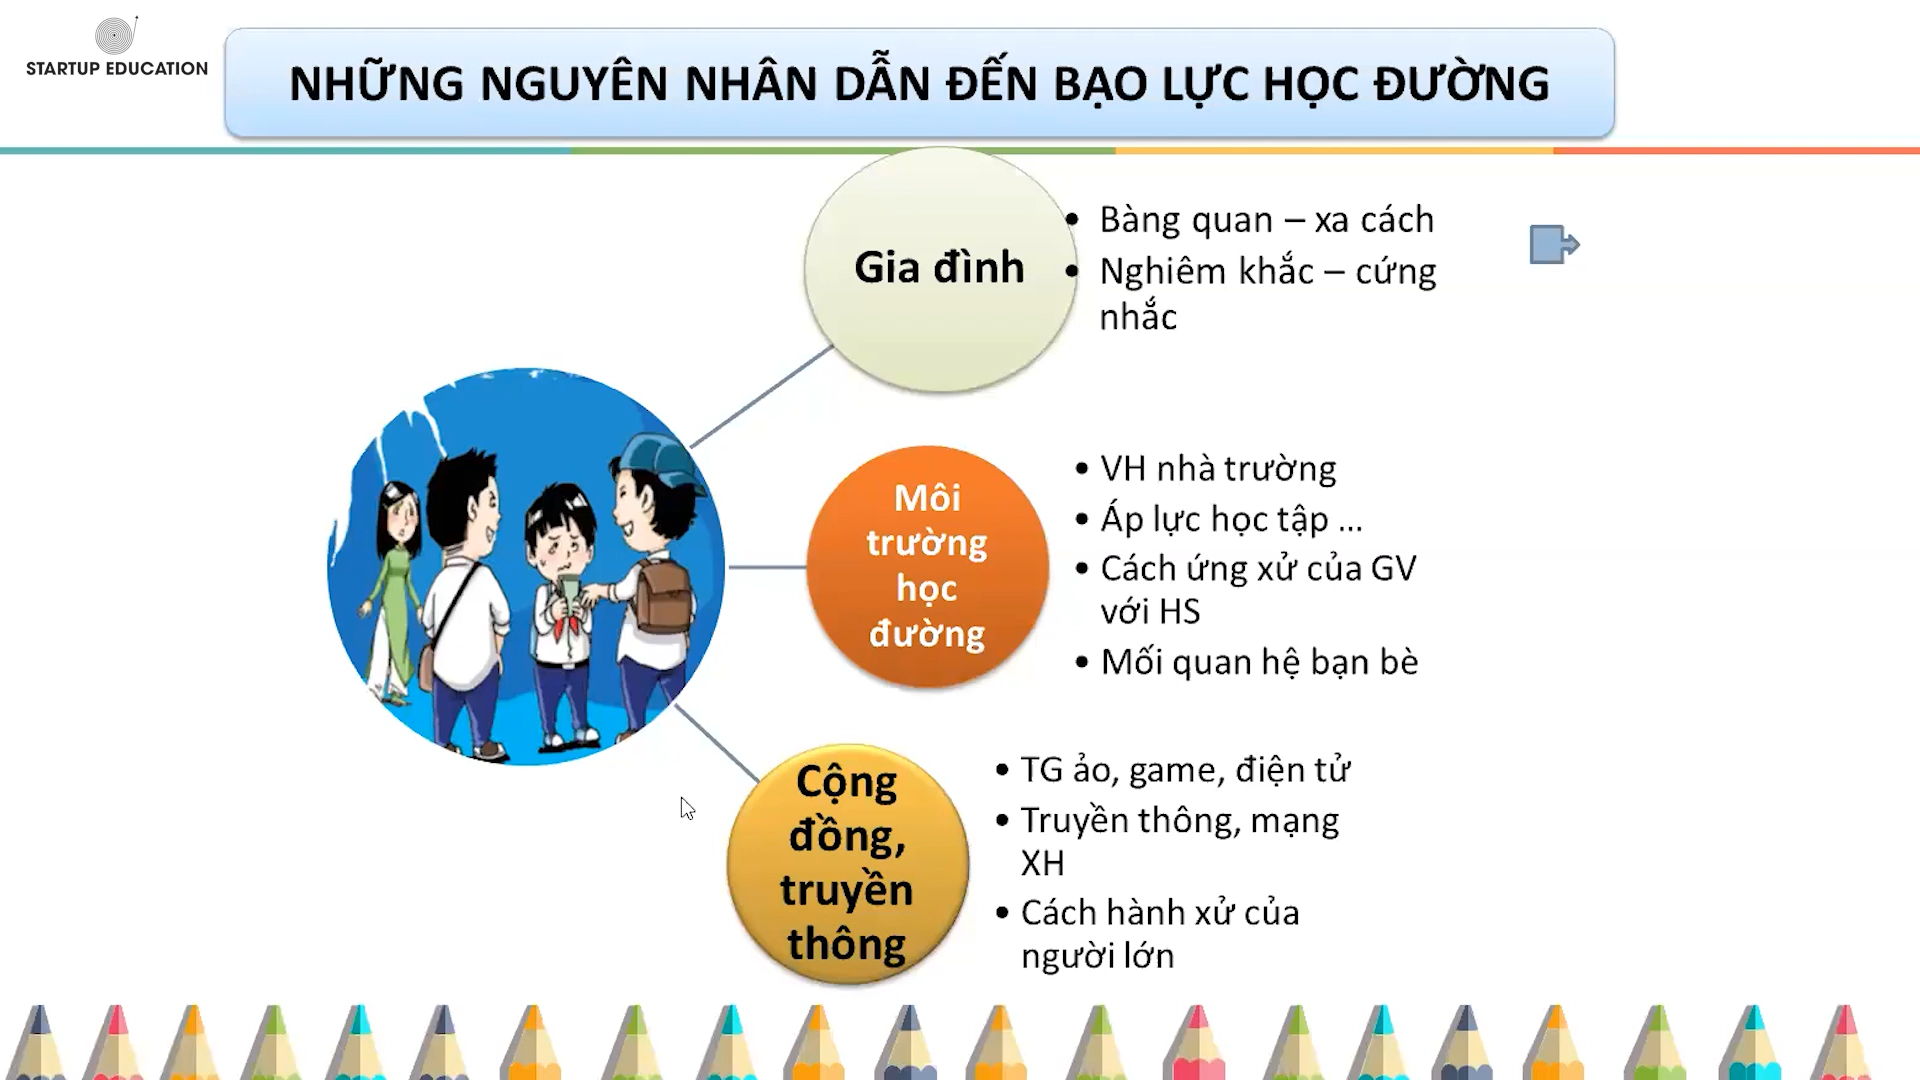 STARTUP EDUCATION
NHỮNG NGUYÊN NHÂN DẪN ĐẾN BẠO LỰC HỌC ĐƯỜNG
Gia đình
• Bàng quan – xa cách
• Nghiêm khắc – cứng
nhắc
Môi
trường
học
đường
• VH nhà trường
• Áp lực học tập ...
• Cách ứng xử của GV
với HS
• Mối quan hệ bạn bè
Cộng
đồng,
truyền
thông
• TG ảo, game, điện tử
• Truyền thông, mạng
XH
• Cách hành xử của
người lớn